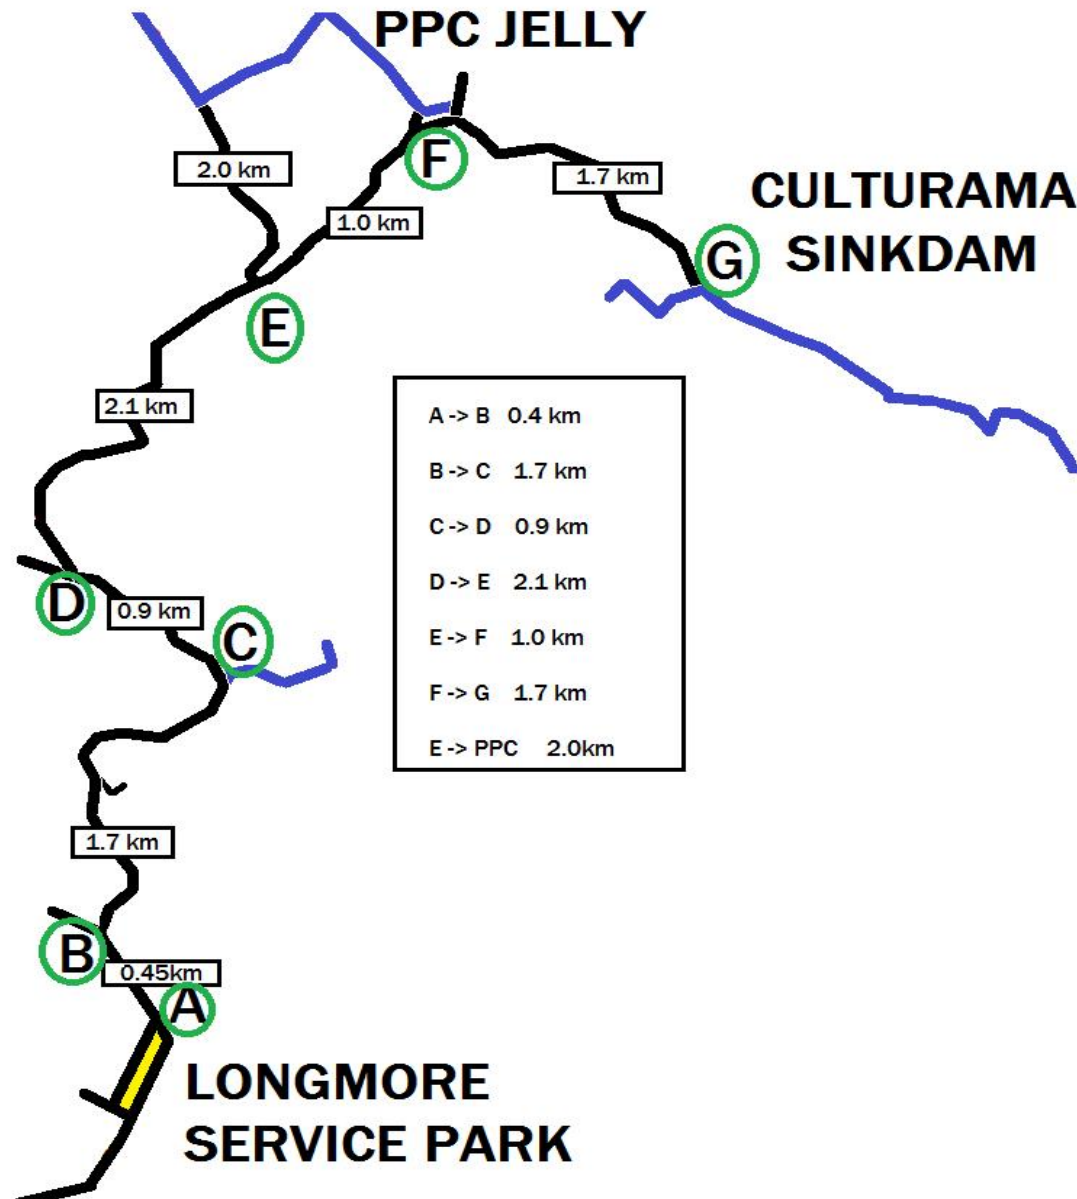 PPC JELLY
2.0 km
F
1.7 km
CULTURAMA
SINKDAM
1.0 km
G
E
2.1 km
A -> B 0.4 km
B -> C 1.7 km
C -> D 0.9 km
D -> E 2.1 km
E -> F 1.0 km
F -> G 1.7 km
E -> PPC 2.0km
D
0.9 km
C
1.7 km
B
0.45km
A
LONGMORE
SERVICE PARK